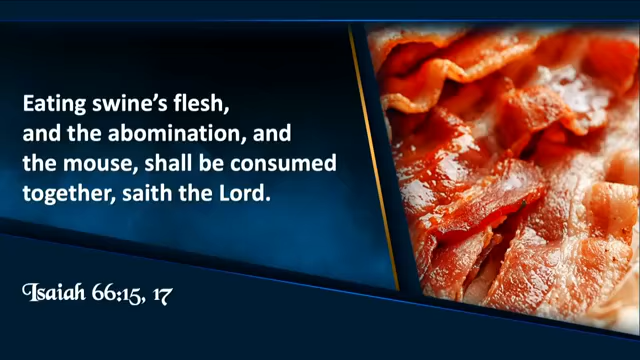 Eating swine's flesh,
and the abomination, and
the mouse, shall be consumed
together, saith the Lord.
Isaiah 66:15, 17